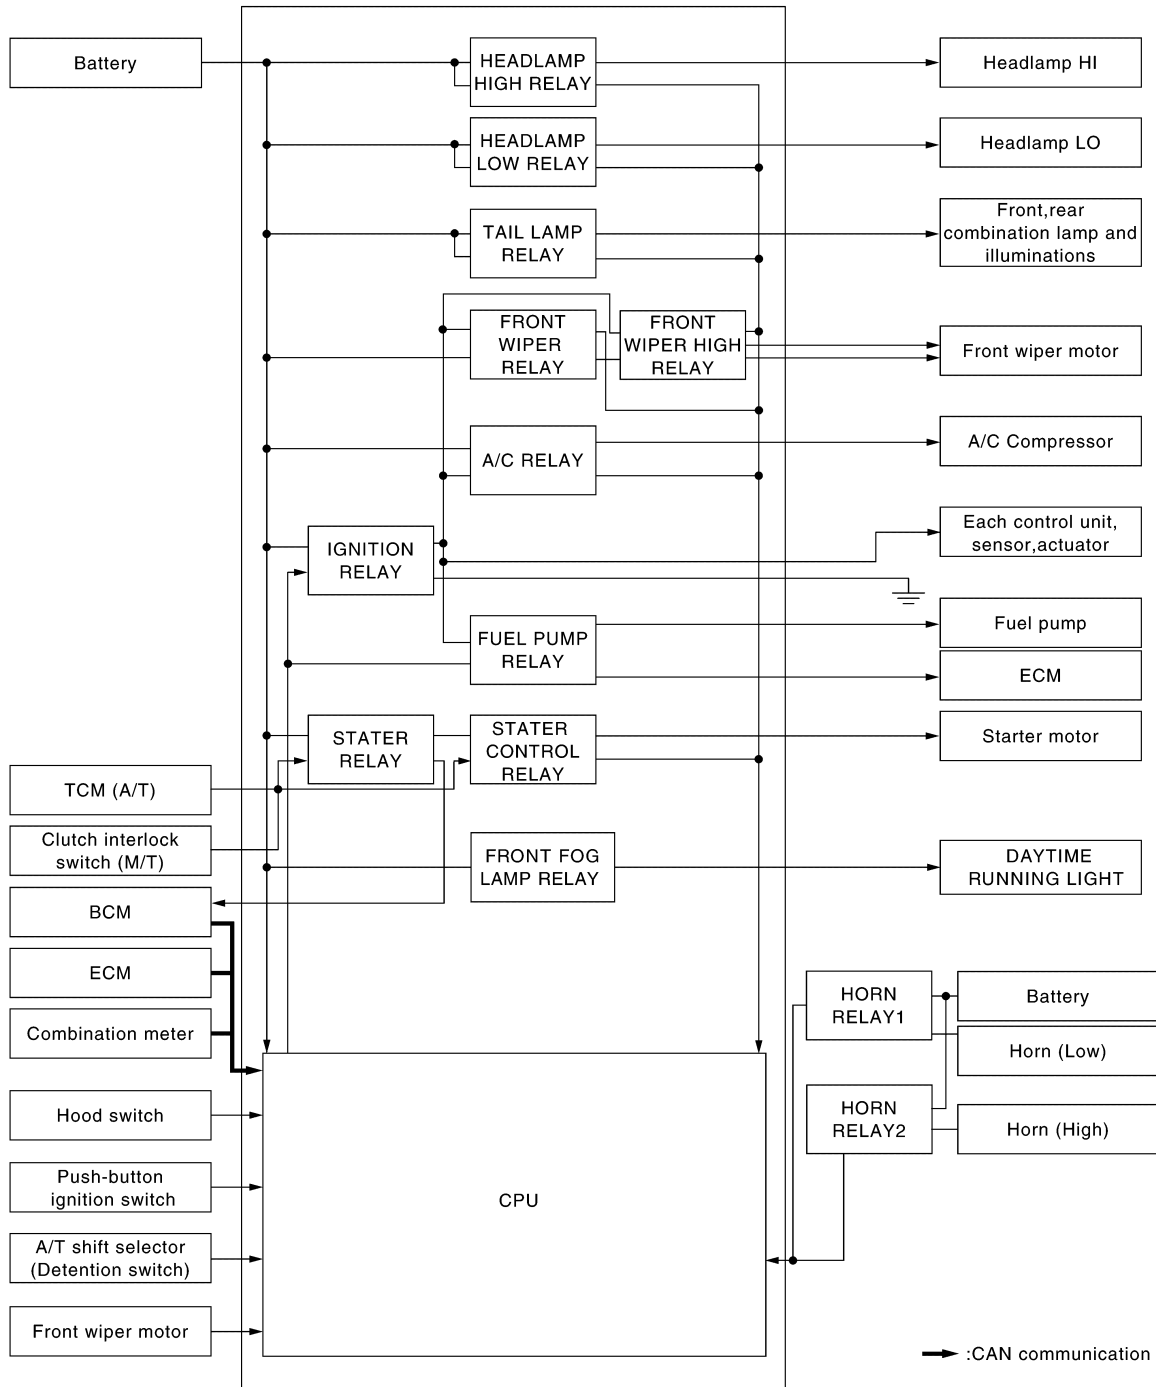 Battery
HEADLAMP
HIGH RELAY
Headlamp HI
HEADLAMP
LOW RELAY
Headlamp LO
TAIL LAMP
RELAY
Front,rear
combination lamp and
illuminations
FRONT
WIPER
RELAY
FRONT
WIPER HIGH
RELAY
Front wiper motor
A/C RELAY
A/C Compressor
IGNITION
RELAY
Each control unit,
sensor,actuator
FUEL PUMP
RELAY
Fuel pump
ECM
STATER
RELAY
STATER
CONTROL
RELAY
Starter motor
TCM (A/T)
Clutch interlock
switch (M/T)
FRONT FOG
LAMP RELAY
DAYTIME
RUNNING LIGHT
BCM
ECM
Combination meter
HORN
RELAY1
Battery
Horn (Low)
HORN
RELAY2
Horn (High)
Hood switch
Push-button
ignition switch
A/T shift selector
(Detention switch)
Front wiper motor
CPU
:CAN communication